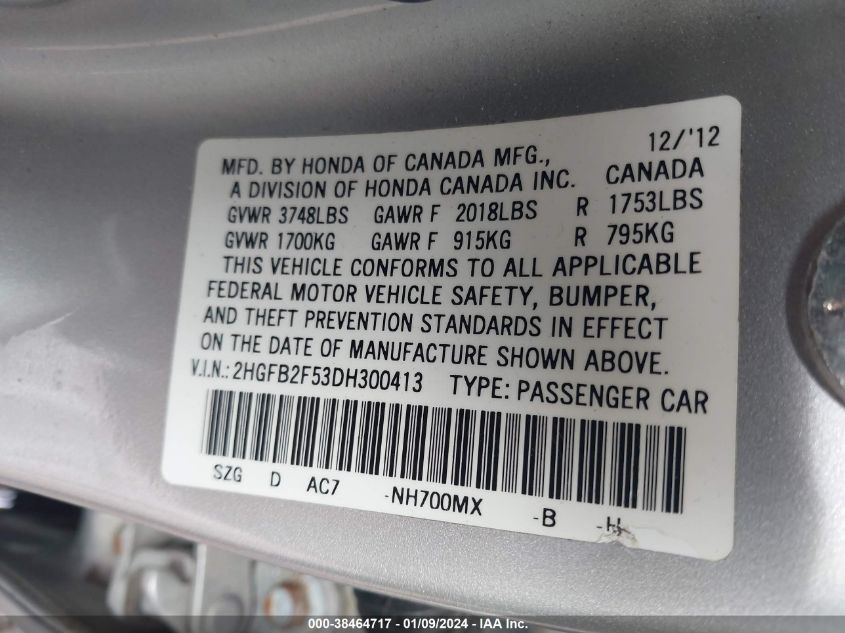 12/'12
MFD. BY HONDA OF CANADA MFG.,
A DIVISION OF HONDA CANADA INC. CANADA
GVWR 3748LBS GAWR F 2018LBS R 1753LBS
GVWR 1700KG GAWR F 915KG R 795KG
THIS VEHICLE CONFORMS TO ALL APPLICABLE
FEDERAL MOTOR VEHICLE SAFETY, BUMPER,
AND THEFT PREVENTION STANDARDS IN EFFECT
ON THE DATE OF MANUFACTURE SHOWN ABOVE.
V.I.N.: 2HGFB2F53DH300413 TYPE: PASSENGER CAR
SZG D AC7 -NH700MX -B -H
000-38464717 - 01/09/2024 - IAA Inc.